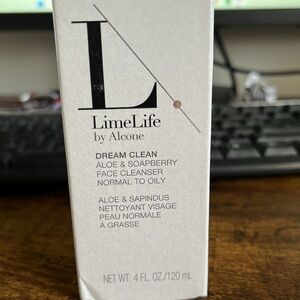 L
LimeLife
by Alcone
DREAM CLEAN
ALOE & SOAPBERRY
FACE CLEANSER
NORMAL TO OILY
ALOE & SAPINDUS
NETTOYANT VISAGE
PEAU NORMALE
À GRASSE
NET WT. 4 FL. OZ/120 mL